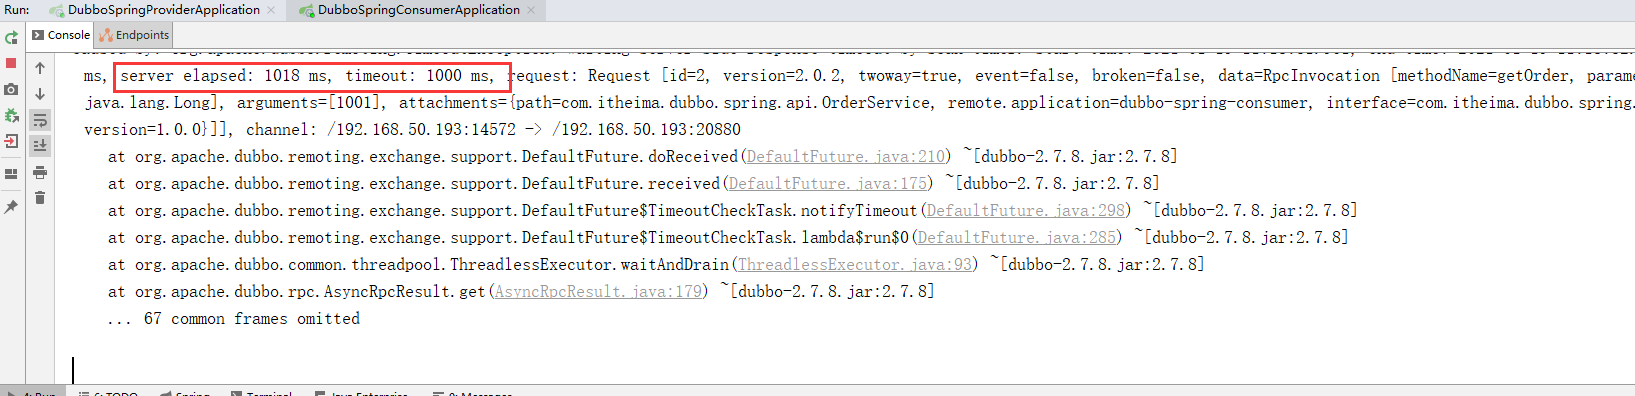 Run: DubboSpringProviderApplication × DubboSpringConsumerApplication ×
Console Endpoints
ms, server elapsed: 1018 ms, timeout: 1000 ms, request: Request [id=2, version=2.0.2, twoway=true, event=false, broken=false, data=RpcInvocation [methodName=getOrder, parame
java.lang.Long], arguments=[1001], attachments={path=com.itheima.dubbo.spring.api.OrderService, remote.application=dubbo-spring-consumer, interface=com.itheima.dubbo.spring.
version=1.0.0}]], channel: /192.168.50.193:14572 -> /192.168.50.193:20880
at org.apache.dubbo.remoting.exchange.support.DefaultFuture.doReceived(DefaultFuture.java:210) ~[dubbo-2.7.8.jar:2.7.8]
at org.apache.dubbo.remoting.exchange.support.DefaultFuture.received(DefaultFuture.java:175) ~[dubbo-2.7.8.jar:2.7.8]
at org.apache.dubbo.remoting.exchange.support.DefaultFuture$TimeoutCheckTask.notifyTimeout(DefaultFuture.java:298) ~[dubbo-2.7.8.jar:2.7.8]
at org.apache.dubbo.remoting.exchange.support.DefaultFuture$TimeoutCheckTask.lambda$run$0(DefaultFuture.java:285) ~[dubbo-2.7.8.jar:2.7.8]
at org.apache.dubbo.common.threadpool.ThreadlessExecutor.waitAndDrain(ThreadlessExecutor.java:93) ~[dubbo-2.7.8.jar:2.7.8]
at org.apache.dubbo.rpc.AsyncRpcResult.get(AsyncRpcResult.java:179) ~[dubbo-2.7.8.jar:2.7.8]
... 67 common frames omitted
4: Run 6: TODO Spring Terminal Java Enterprise 0: Messages